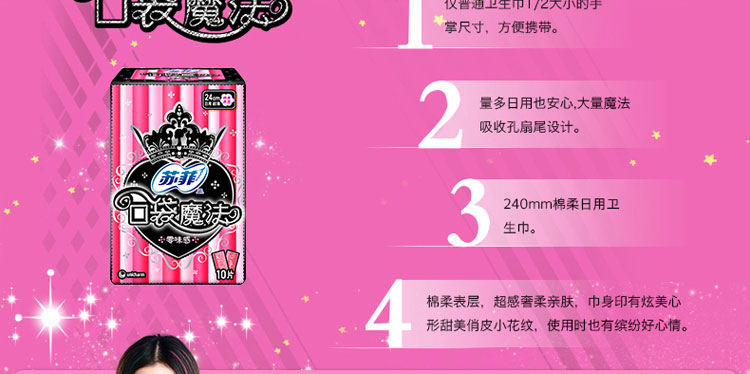 口袋魔法
1
仅普通卫生巾1/2大小的手
掌尺寸，方便携带。
2
量多日用也安心,大量魔法
吸收孔扇尾设计。
3
240mm棉柔日用卫
生巾。
4
棉柔表层，超感奢柔亲肤，巾身印有炫美心
形甜美俏皮小花纹，使用时也有缤纷好心情。
24cm
苏菲
口袋魔法
零味感
unicharm
10片